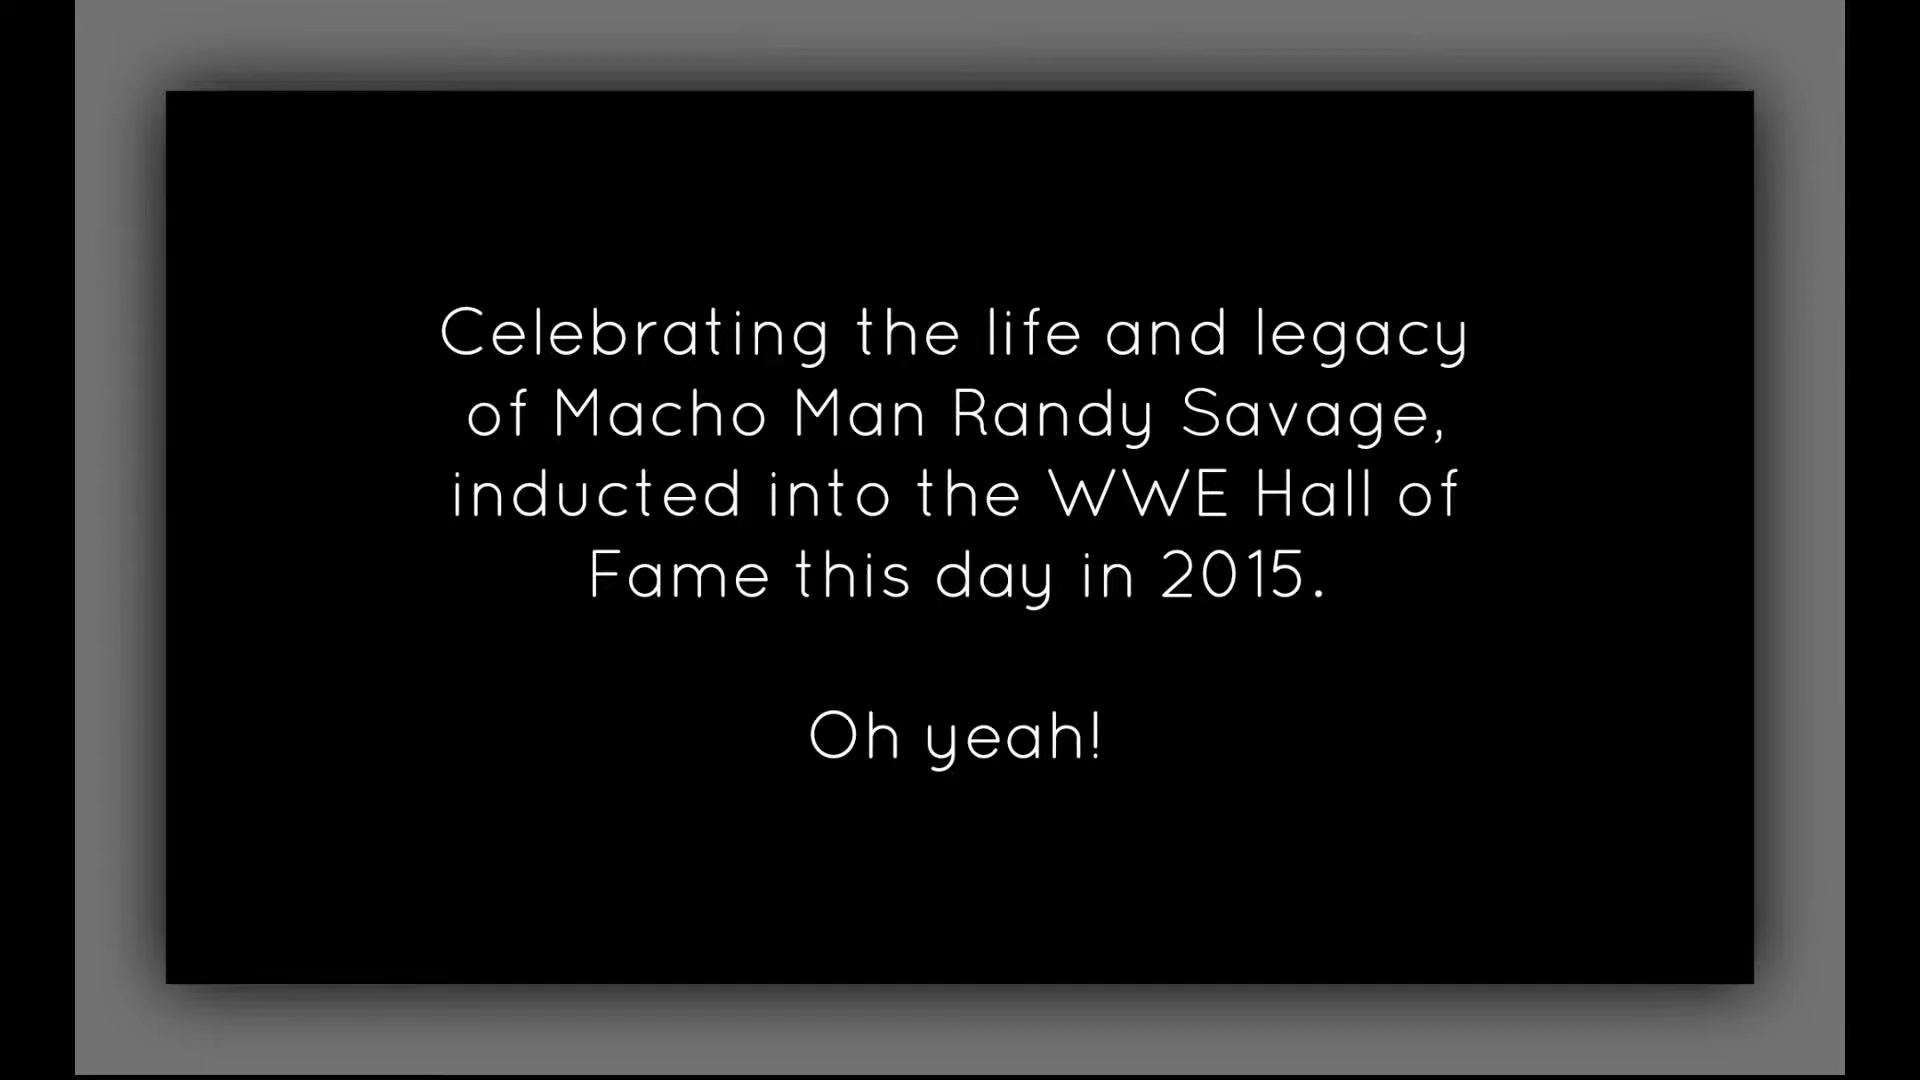 Celebrating the life and legacy
of Macho Man Randy Savage,
inducted into the WWE Hall of
Fame this day in 2015.
Oh yeah!